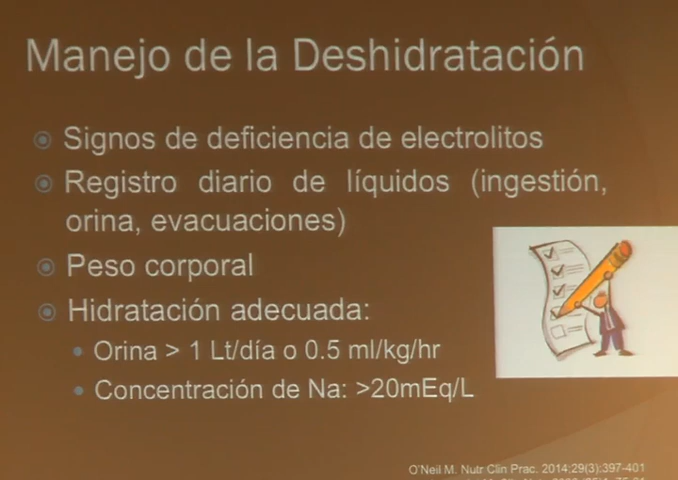 Manejo de la Deshidratación
Signos de deficiencia de electrolitos
Registro diario de líquidos (ingestión,
orina, evacuaciones)
Peso corporal
Hidratación adecuada:
Orina > 1 Lt/día o 0.5 ml/kg/hr
Concentración de Na: >20mEq/L
O'Neil M. Nutr Clin Prac. 2014;29(3):397-401